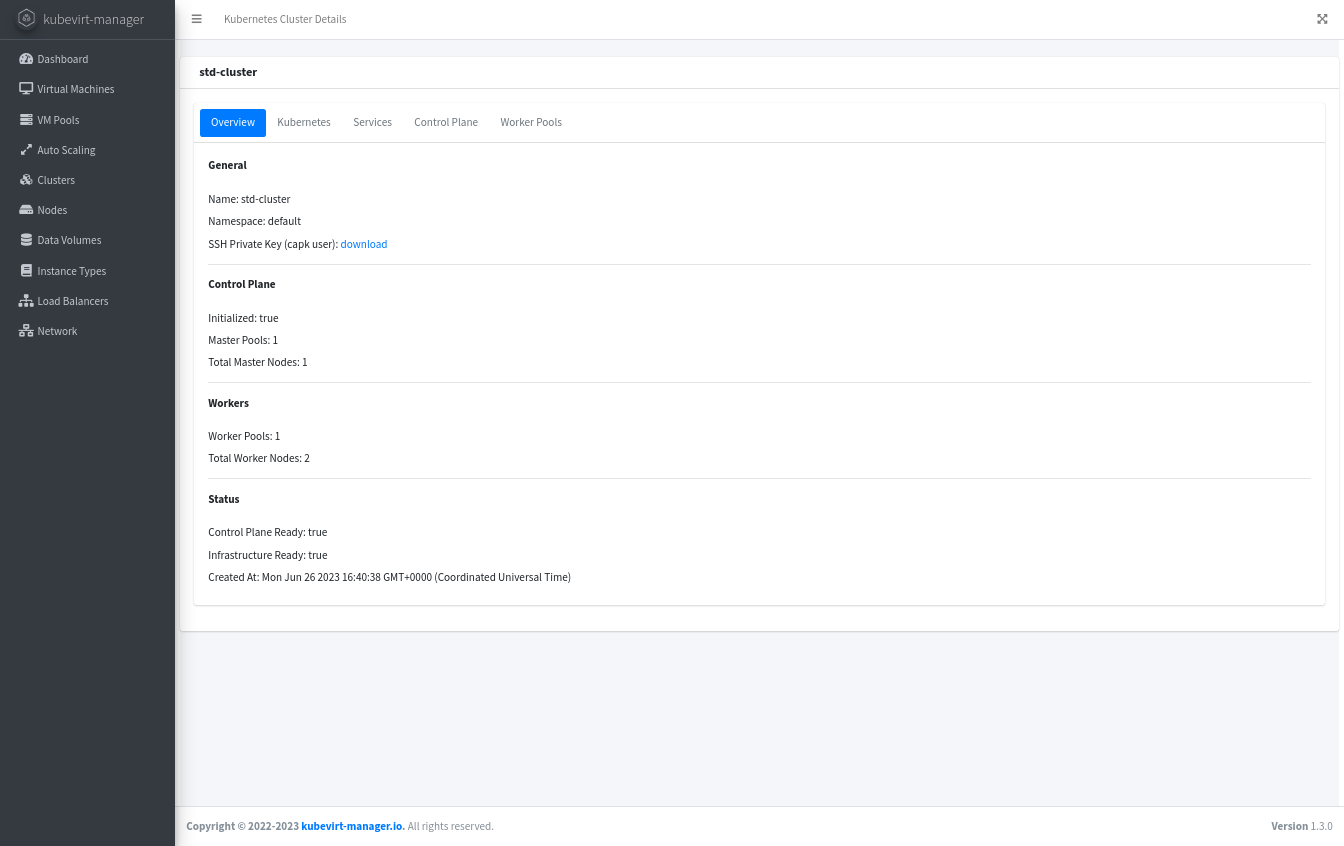 kubevirt-manager
Kubernetes Cluster Details
Dashboard
Virtual Machines
VM Pools
Auto Scaling
Clusters
Nodes
Data Volumes
Instance Types
Load Balancers
Network
std-cluster
Overview Kubernetes Services Control Plane Worker Pools
General
Name: std-cluster
Namespace: default
SSH Private Key (capk user): download
Control Plane
Initialized: true
Master Pools: 1
Total Master Nodes: 1
Workers
Worker Pools: 1
Total Worker Nodes: 2
Status
Control Plane Ready: true
Infrastructure Ready: true
Created At: Mon Jun 26 2023 16:40:38 GMT+0000 (Coordinated Universal Time)
Copyright © 2022-2023 kubevirt-manager.io. All rights reserved.
Version 1.3.0